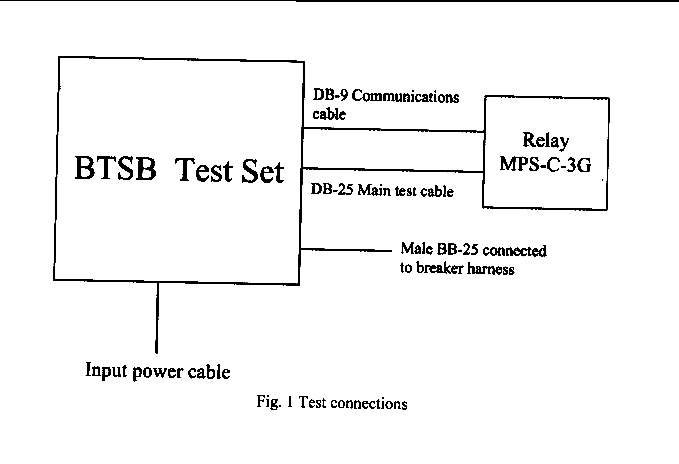 DB-9 Communications
cable
Relay
MPS-C-3G
BTSB Test Set
DB-25 Main test cable
Male BB-25 connected
to breaker harness
Input power cable
Fig. 1 Test connections